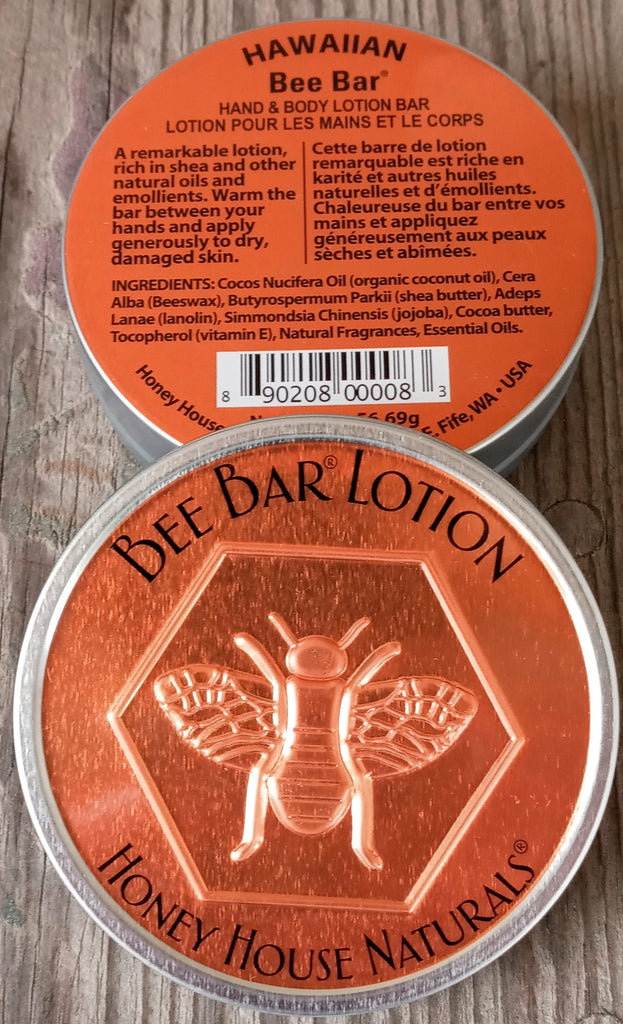 HAWAIIAN
Bee Bar®
HAND & BODY LOTION BAR
LOTION POUR LES MAINS ET LE CORPS
A remarkable lotion,
rich in shea and other
natural oils and
emollients. Warm the
bar between your
hands and apply
generously to dry,
damaged skin.
Cette barre de lotion
remarquable est riche en
karité et autres huiles
naturelles et d'émollients.
Chaleureuse du bar entre vos
mains et appliquez
généreusement aux peaux
sèches et abimées.
INGREDIENTS: Cocos Nucifera Oil (organic coconut oil), Cera
Alba (Beeswax), Butyrospermum Parkii (shea butter), Adeps
Lanae (lanolin), Simmondsia Chinensis (jojoba), Cocoa butter,
Tocopherol (vitamin E), Natural Fragrances, Essential Oils.
8 90208 00008 3
Honey House
56.69g
E. Fife, WA • USA
BEE BAR® LOTION
HONEY HOUSE NATURALS®